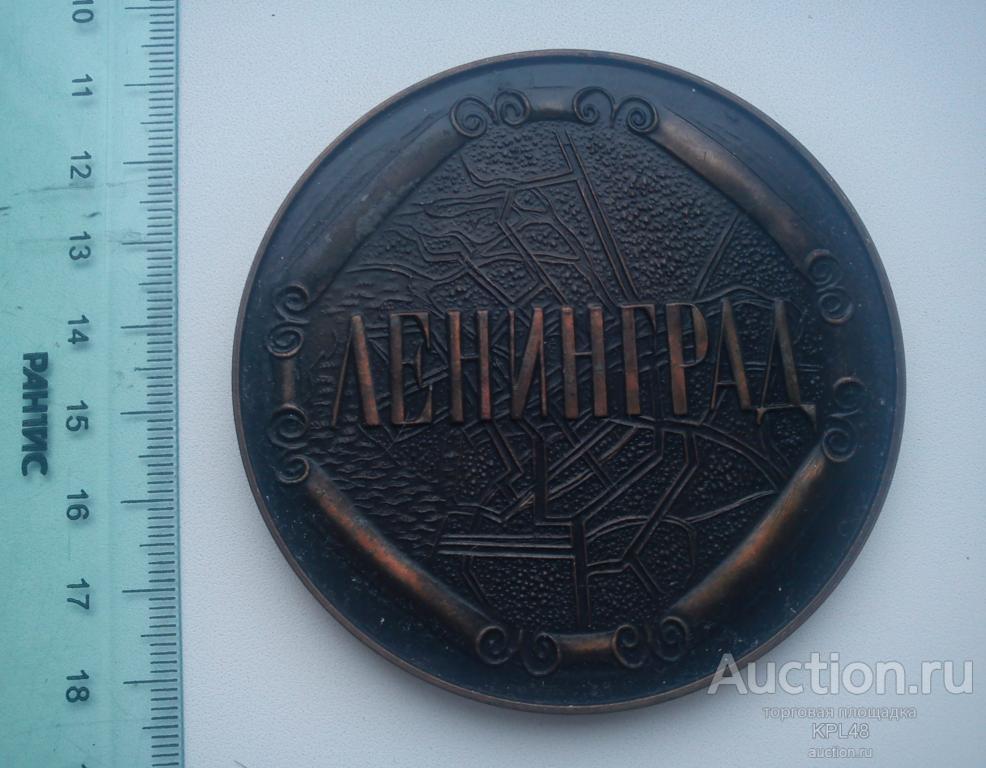 10
11
12
13
14
15
16
17
18
РАНИС
ЛЕНИНГРАД
Auction.ru
торговая площадка
KPL48
auction.ru